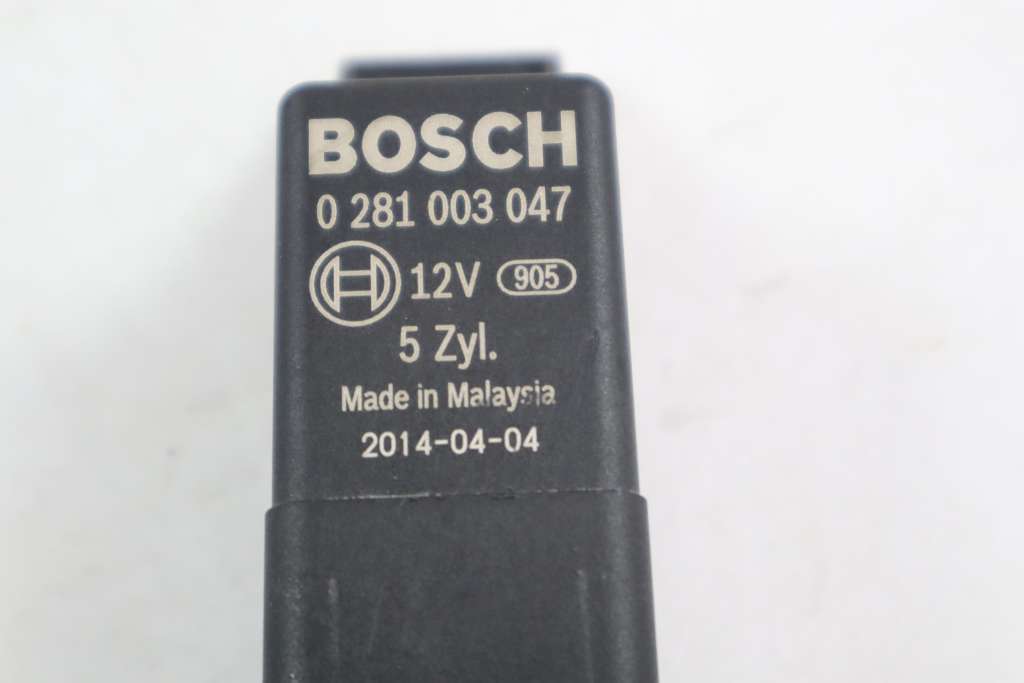 BOSCH
0 281 003 047
12V 905
5 Zyl.
Made in Malaysia
2014-04-04